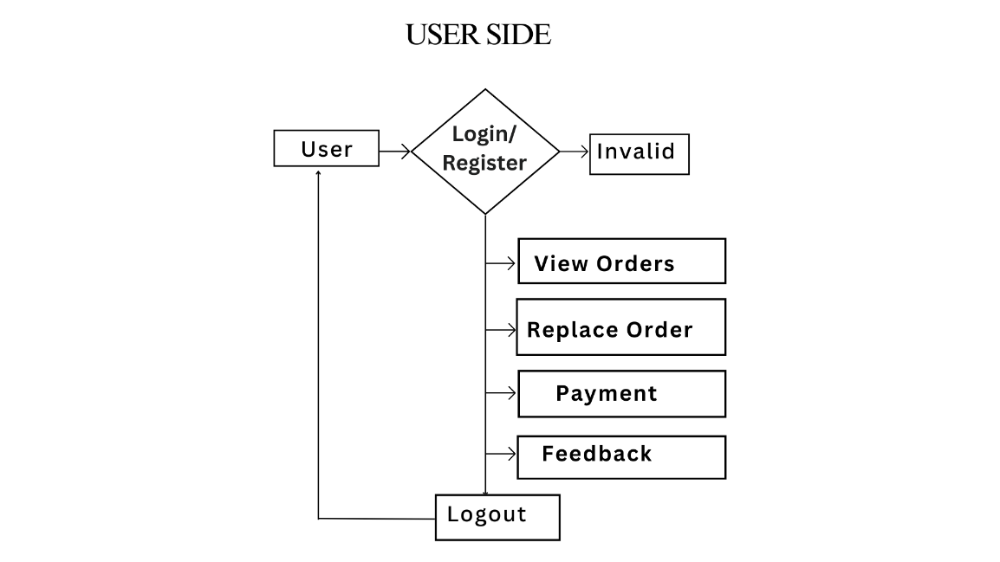 USER SIDE
User
Login/
Register
Invalid
View Orders
Replace Order
Payment
Feedback
Logout